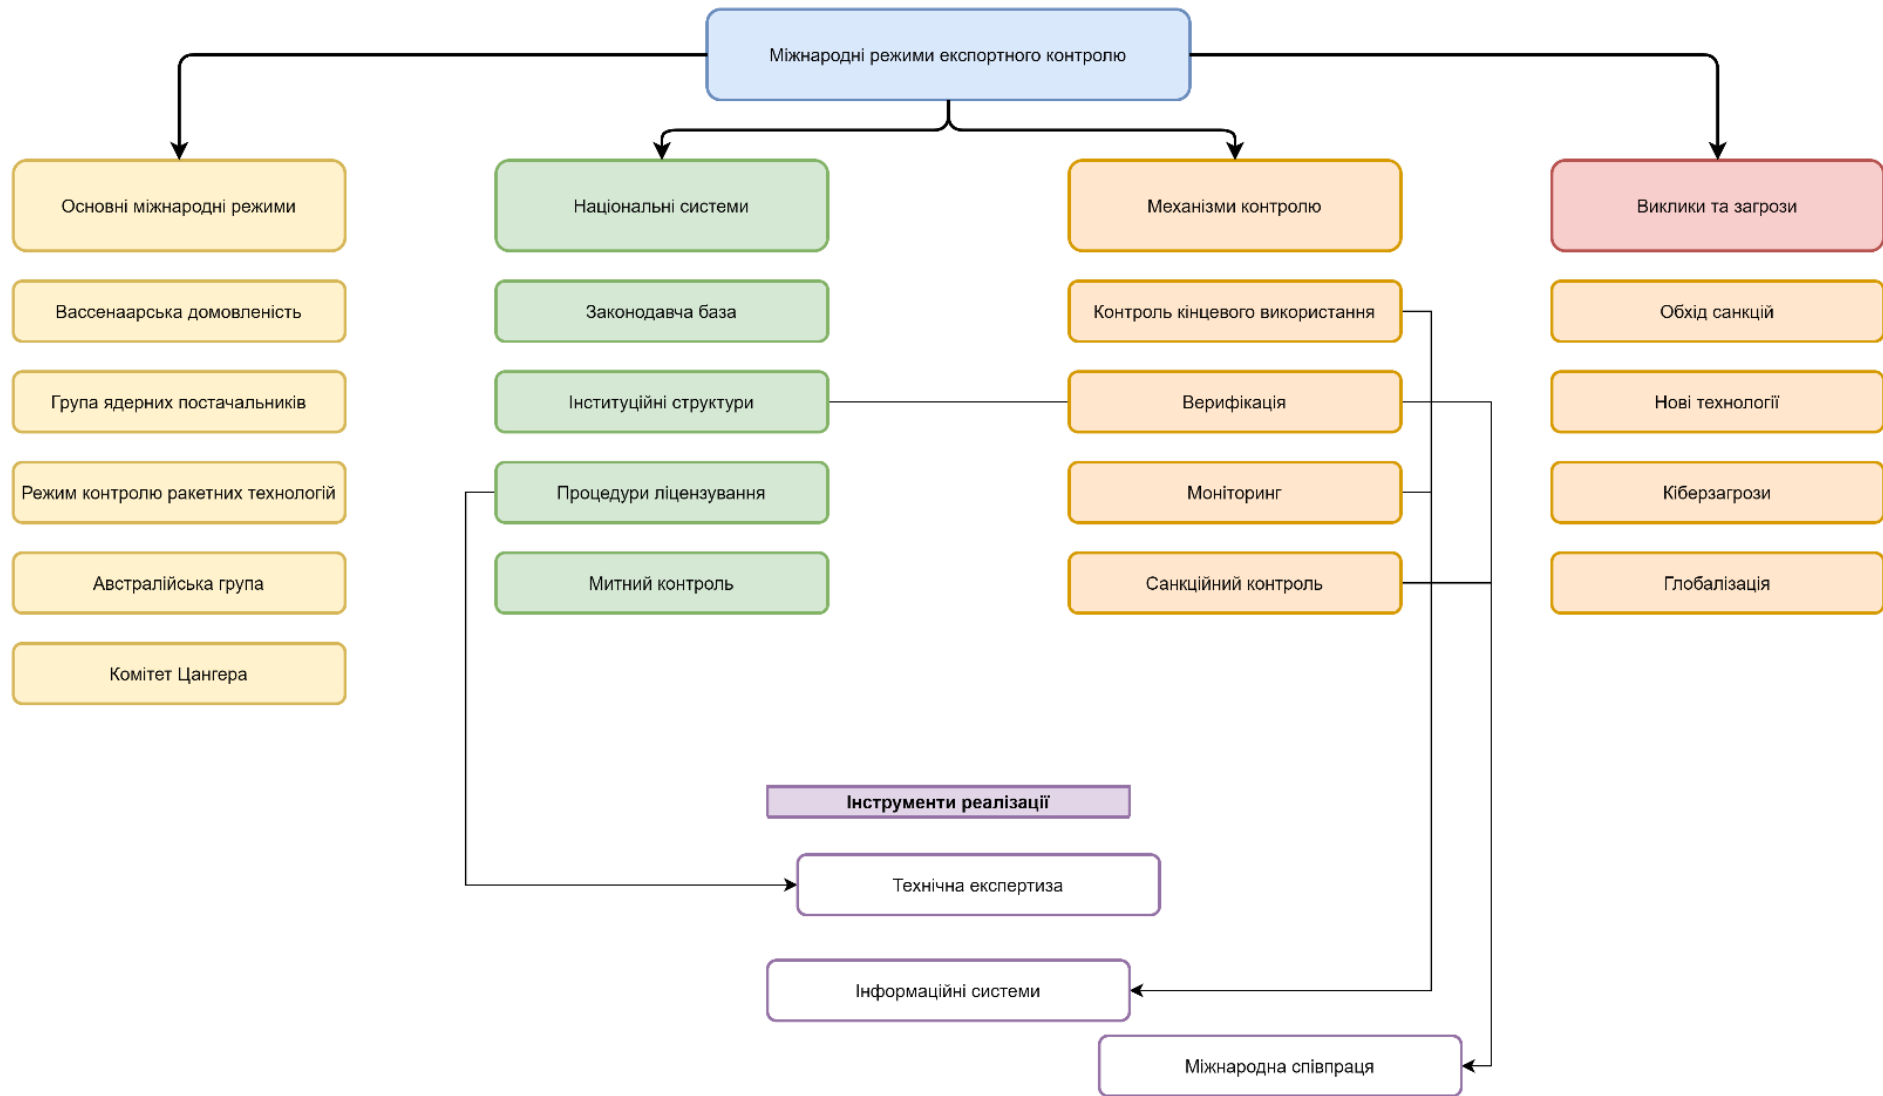 Міжнародні режими експортного контролю
Основні міжнародні режими
Національні системи
Механізми контролю
Виклики та загрози
Вассенаарська домовленість
Законодавча база
Контроль кінцевого використання
Обхід санкцій
Група ядерних постачальників
Інституційні структури
Верифікація
Нові технології
Режим контролю ракетних технологій
Процедури ліцензування
Моніторинг
Кіберзагрози
Австралійська група
Митний контроль
Санкційний контроль
Глобалізація
Комітет Цангера
Інструменти реалізації
Технічна експертиза
Інформаційні системи
Міжнародна співпраця